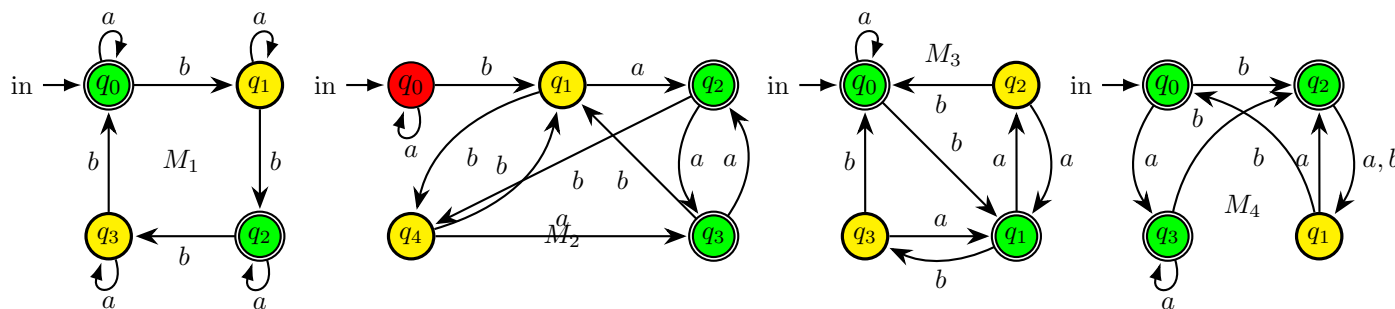 a a a
in q0 b q1 in q0 b q1 a q2 in q0 M3 q2 in q0 b q2
b a b b a a b a a b b a a, b
b M1 b b b b a b b M4
q3 b q2 q4 a M2 q3 q3 a q1 q3 q1
a a b a